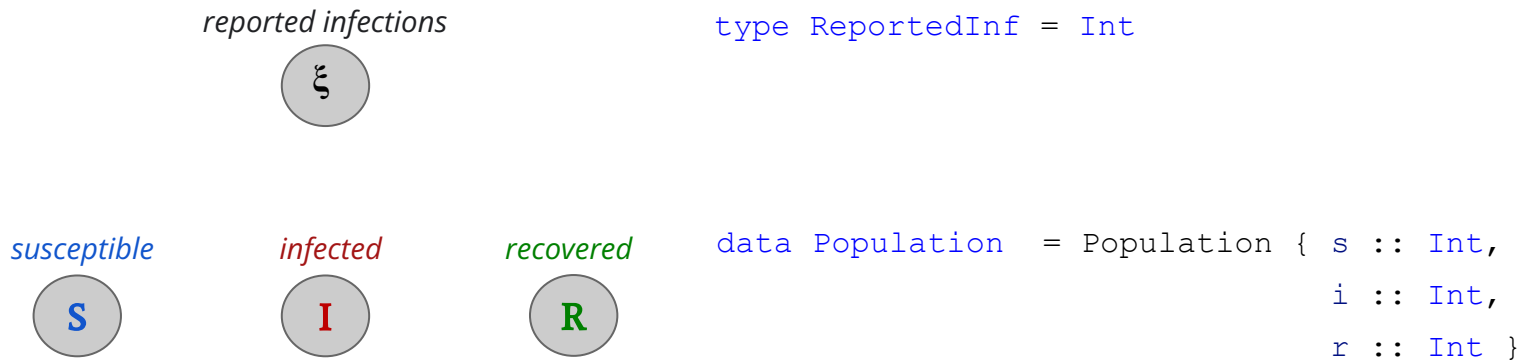 reported infections
type ReportedInf = Int
ξ
susceptible
infected
recovered
data Population = Population { s :: Int,
i :: Int,
r :: Int }
S
I
R